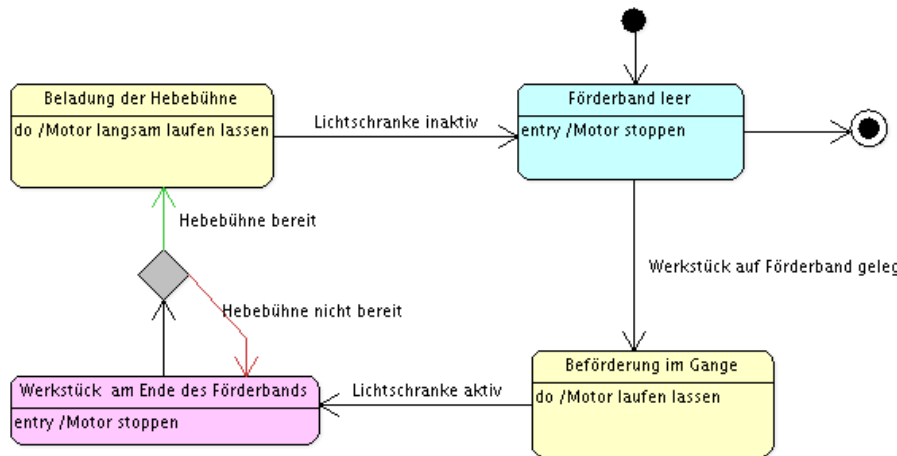 Beladung der Hebebühne
do /Motor langsam laufen lassen
Lichtschranke inaktiv
Förderband leer
entry /Motor stoppen
Hebebühne bereit
Werkstück auf Förderband geleg
Hebebühne nicht bereit
Werkstück am Ende des Förderbands
entry /Motor stoppen
Lichtschranke aktiv
Beförderung im Gange
do /Motor laufen lassen